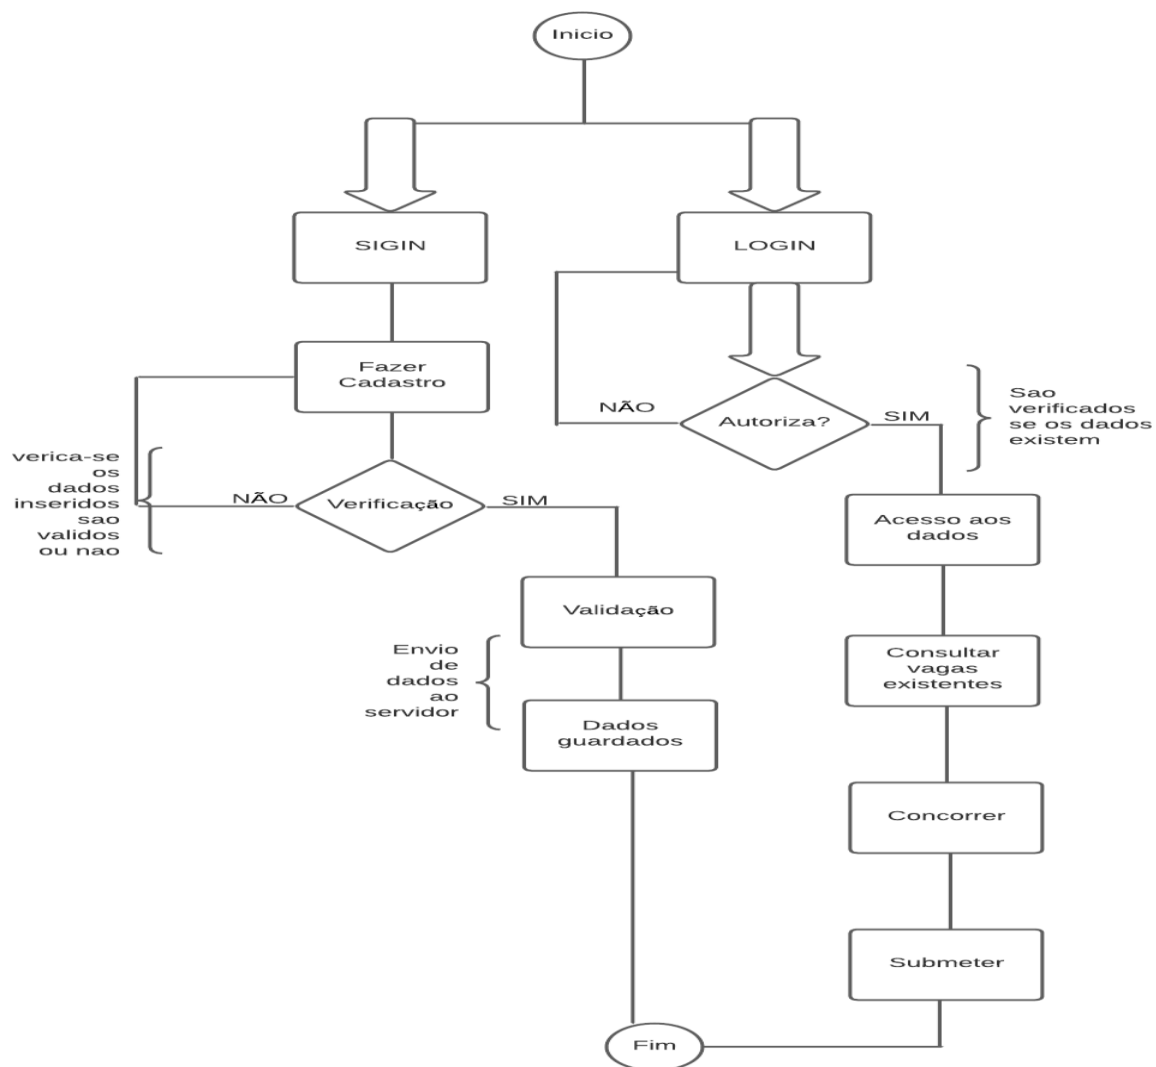 Inicio
SIGIN
LOGIN
Fazer
Cadastro
NÃO
Autoriza?
SIM
Sao
verificados
se os dados
existem
verica-se
os
dados
inseridos
sao
validos
ou nao
NÃO
Verificação
SIM
Acesso aos
dados
Validação
Envio
de
dados
ao
servidor
Consultar
vagas
existentes
Dados
guardados
Concorrer
Submeter
Fim